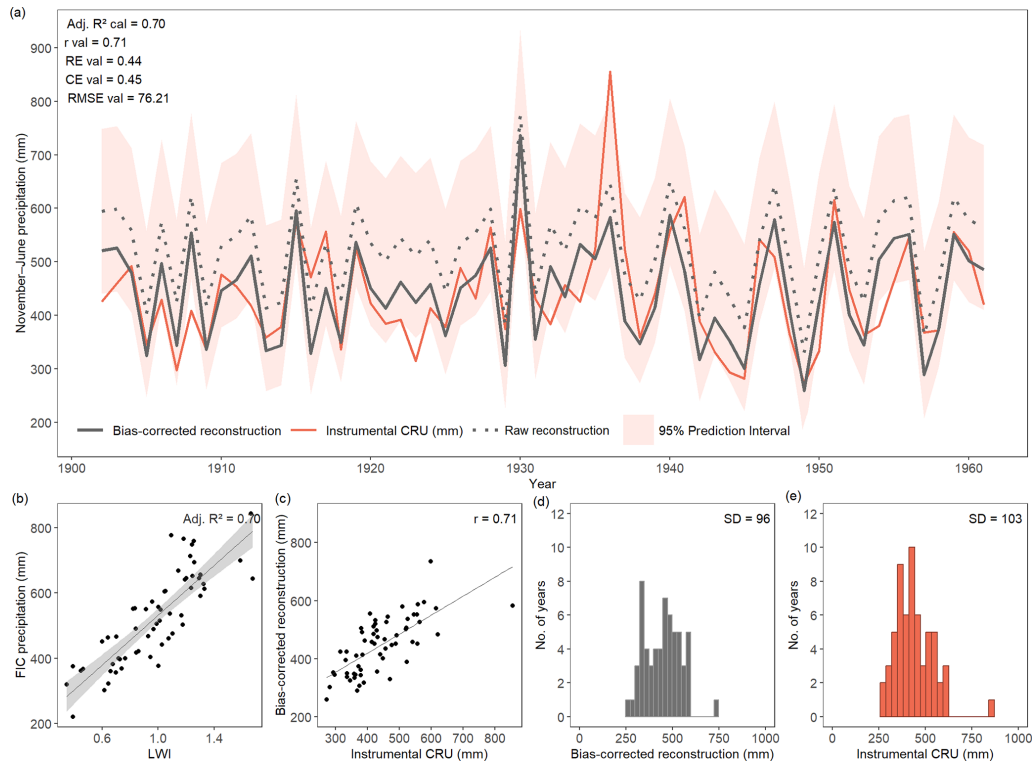 (a)
Adj. R² cal = 0.70
r val = 0.71
RE val = 0.44
CE val = 0.45
RMSE val = 76.21
November–June precipitation (mm)
900
800
700
600
500
400
300
200
Bias-corrected reconstruction
Instrumental CRU (mm)
Raw reconstruction
95% Prediction Interval
1900
1910
1920
1930
1940
1950
1960
Year
(b)
Adj. R² = 0.70
FIC precipitation (mm)
800
600
400
200
0.6
1.0
1.4
LWI
(c)
r = 0.71
Bias-corrected reconstruction (mm)
800
600
400
200
300
400
500
600
700
800
Instrumental CRU (mm)
(d)
SD = 96
No. of years
12
10
8
6
4
2
0
0
250
500
750
1000
Bias-corrected reconstruction (mm)
(e)
SD = 103
No. of years
12
10
8
6
4
2
0
0
250
500
750
1000
Instrumental CRU (mm)